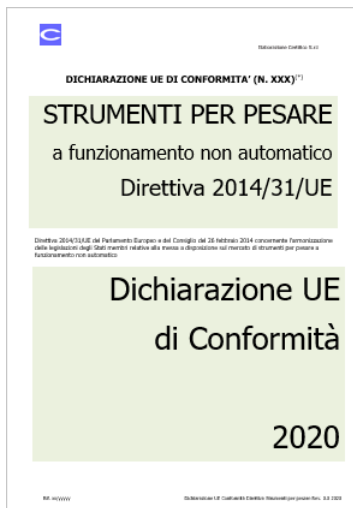 C
Elaborazione Certifico S.r.l
DICHIARAZIONE UE DI CONFORMITA' (N. XXX)(*)
STRUMENTI PER PESARE
a funzionamento non automatico
Direttiva 2014/31/UE
Direttiva 2014/31/UE del Parlamento Europeo e del Consiglio del 26 febbraio 2014 concernente l'armonizzazione
delle legislazioni degli Stati membri relative alla messa a disposizione sul mercato di strumenti per pesare a
funzionamento non automatico
Dichiarazione UE
di Conformità
2020
Dichiarazione UE Conformità Direttiva Strumenti per pesare Rev. 0.0 2020